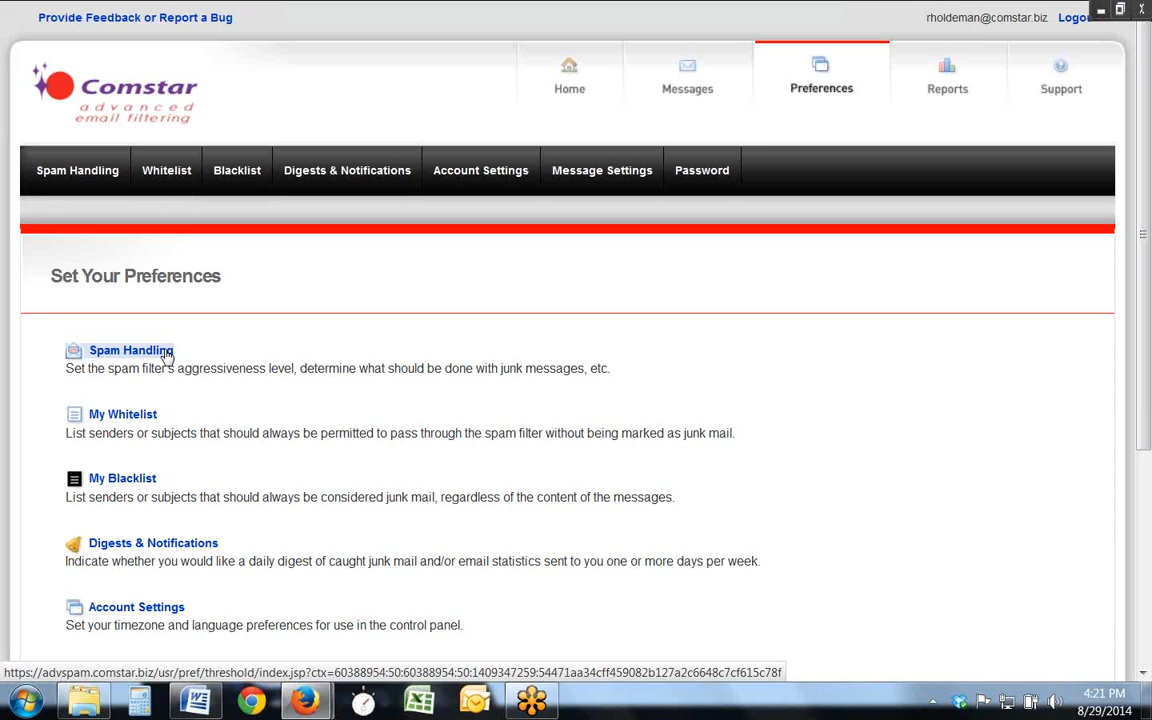 Provide Feedback or Report a Bug
rholdeman@comstar.biz
Comstar
advanced
email filtering
Home
Messages
Preferences
Reports
Support
Spam Handling
Whitelist
Blacklist
Digests & Notifications
Account Settings
Message Settings
Password
Set Your Preferences
Spam Handling
Set the spam filter's aggressiveness level, determine what should be done with junk messages, etc.
My Whitelist
List senders or subjects that should always be permitted to pass through the spam filter without being marked as junk mail.
My Blacklist
List senders or subjects that should always be considered junk mail, regardless of the content of the messages.
Digests & Notifications
Indicate whether you would like a daily digest of caught junk mail and/or email statistics sent to you one or more days per week.
Account Settings
Set your timezone and language preferences for use in the control panel.
https://advspam.comstar.biz/usr/pref/threshold/index.jsp?ctx=60388954:50:60388954:50:1409347259:54471aa34cff459082b127a2c6648c7cf615c78f
4:21 PM
8/29/2014